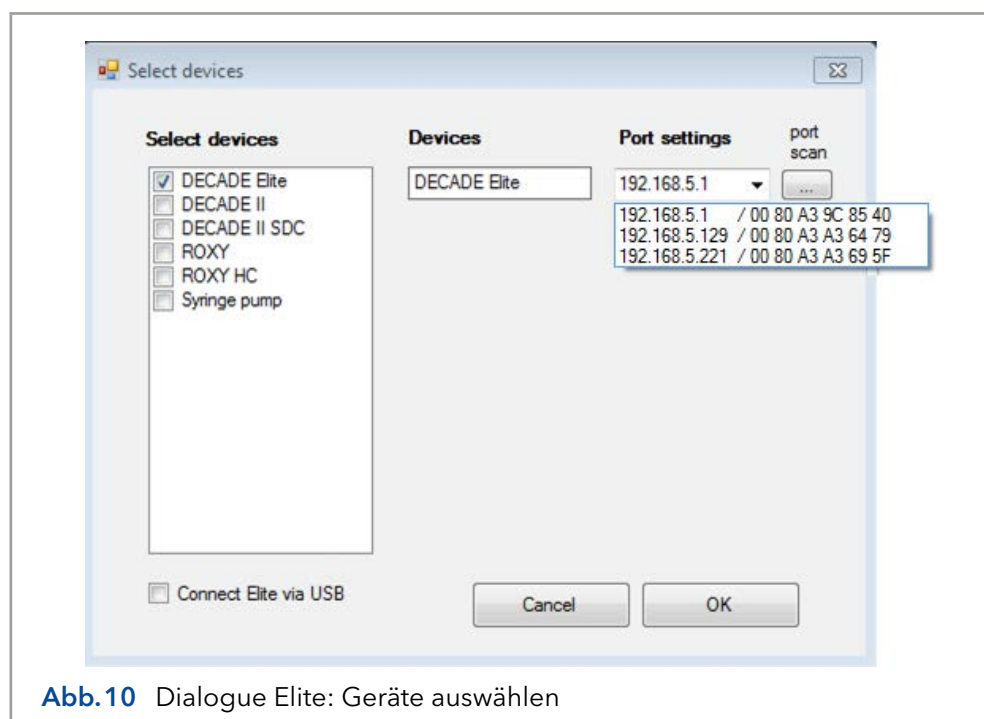 Select devices
Select devices
Devices
Port settings
port
scan
DECADE Elite
DECADE II
DECADE II SDC
ROXY
ROXY HC
Syringe pump
DECADE Elite
192.168.5.1
...
192.168.5.1 / 00 80 A3 9C 85 40
192.168.5.129 / 00 80 A3 A3 64 79
192.168.5.221 / 00 80 A3 A3 69 5F
Connect Elite via USB
Cancel
OK
Abb. 10 Dialogue Elite: Geräte auswählen